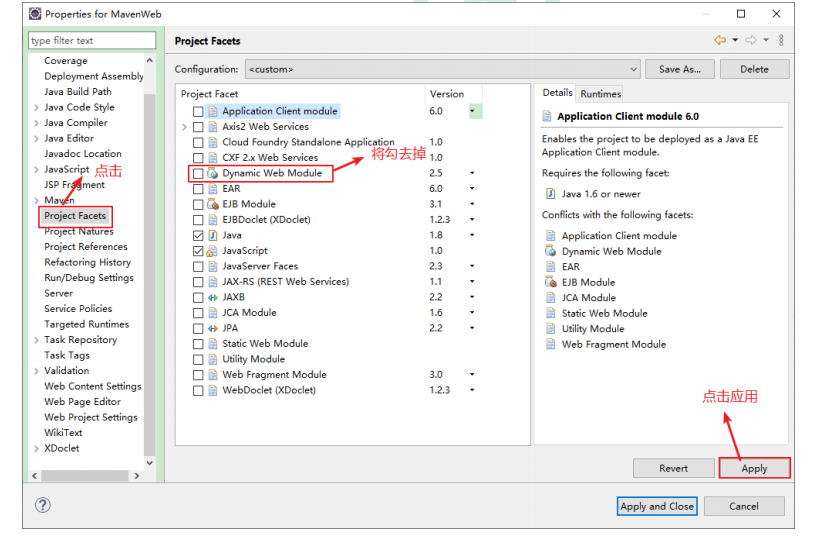 Properties for MavenWeb
type filter text
Project Facets
Coverage
Deployment Assembly
Java Build Path
Java Code Style
Java Compiler
Java Editor
Javadoc Location
JavaScript
点击
JSP Fragment
Maven
Project Facets
Project Natures
Project References
Refactoring History
Run/Debug Settings
Server
Service Policies
Targeted Runtimes
Task Repository
Task Tags
Validation
Web Content Settings
Web Page Editor
Web Project Settings
WikiText
XDoclet
Configuration: <custom>
Save As...
Delete
Project Facet Version
Application Client module 6.0
Axis2 Web Services
Cloud Foundry Standalone Application 1.0
将勾去掉
CXF 2.x Web Services 1.0
Dynamic Web Module 2.5
EAR 6.0
EJB Module 3.1
EJBDoclet (XDoclet) 1.2.3
Java 1.8
JavaScript 1.0
JavaServer Faces 2.3
JAX-RS (REST Web Services) 1.1
JAXB 2.2
JCA Module 1.6
JPA 2.2
Static Web Module
Utility Module
Web Fragment Module 3.0
WebDoclet (XDoclet) 1.2.3
Details Runtimes
Application Client module 6.0
Enables the project to be deployed as a Java EE
Application Client module.
Requires the following facet:
Java 1.6 or newer
Conflicts with the following facets:
Application Client module
Dynamic Web Module
EAR
EJB Module
JCA Module
Static Web Module
Utility Module
Web Fragment Module
点击应用
Revert
Apply
Apply and Close
Cancel